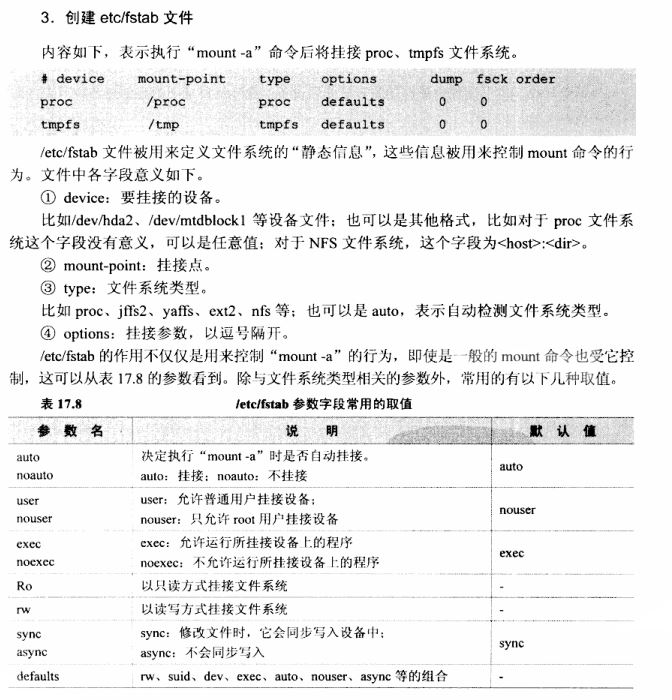 3．创建 etc/fstab 文件
内容如下，表示执行“mount -a”命令后将挂接 proc、tmpfs 文件系统。
# device mount-point type options dump fsck order
proc /proc proc defaults 0 0
tmpfs /tmp tmpfs defaults 0 0
/etc/fstab 文件被用来定义文件系统的“静态信息”，这些信息被用来控制 mount 命令的行
为。文件中各字段意义如下。
① device：要挂接的设备。
比如/dev/hda2、/dev/mtdblock1 等设备文件；也可以是其他格式，比如对于 proc 文件系
统这个字段没有意义，可以是任意值；对于 NFS 文件系统，这个字段为<host>:<dir>。
② mount-point：挂接点。
③ type：文件系统类型。
比如 proc、jffs2、yaffs、ext2、nfs 等；也可以是 auto，表示自动检测文件系统类型。
④ options：挂接参数，以逗号隔开。
/etc/fstab 的作用不仅仅是用来控制“mount -a”的行为，即使是一般的 mount 命令也受它控
制，这可以从表 17.8 的参数看到。除与文件系统类型相关的参数外，常用的有以下几种取值。
表 17.8 /etc/fstab 参数字段常用的取值
参 数 名 说 明 默 认 值
auto 决定执行“mount -a”时是否自动挂接。
noauto auto：挂接；noauto：不挂接 auto
user user：允许普通用户挂接设备；
nouser nouser：只允许 root 用户挂接设备 nouser
exec exec：允许运行所挂接设备上的程序
noexec noexec：不允许运行所挂接设备上的程序 exec
Ro 以只读方式挂接文件系统 -
rw 以读写方式挂接文件系统 -
sync sync：修改文件时，它会同步写入设备中；
async async：不会同步写入 sync
defaults rw、suid、dev、exec、auto、nouser、async 等的组合 -